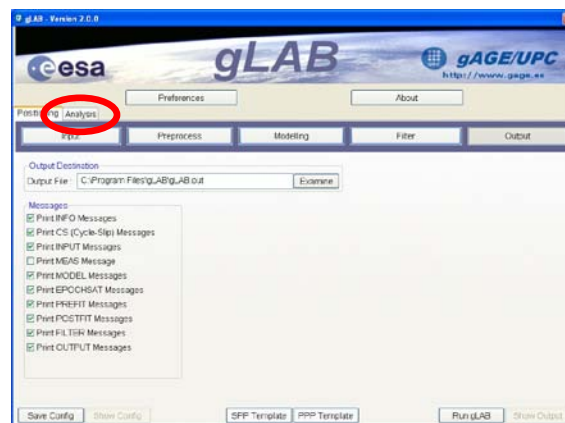 gLAB - Version 2.0.0
esa
gLAB
gAGE/UPC
http://www.gage.es
Preferences
About
Positioning
Analysis
Input
Preprocess
Modelling
Filter
Output
Output Destination
Output File :
C:\Program Files\gLAB\gLAB.out
Examine
Messages
Print INFO Messages
Print CS (Cycle-Slip) Messages
Print INPUT Messages
Print MEAS Message
Print MODEL Messages
Print EPOCHSAT Messages
Print PREFIT Messages
Print POSTFIT Messages
Print FILTER Messages
Print OUTPUT Messages
Save Config
Show Config
SPP Template
PPP Template
Run gLAB
Show Output